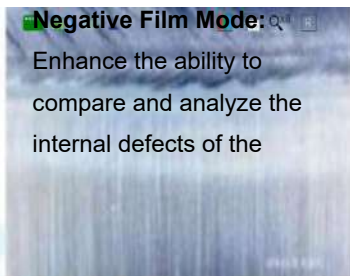 Negative Film Mode:
Enhance the ability to
compare and analyze the
internal defects of the